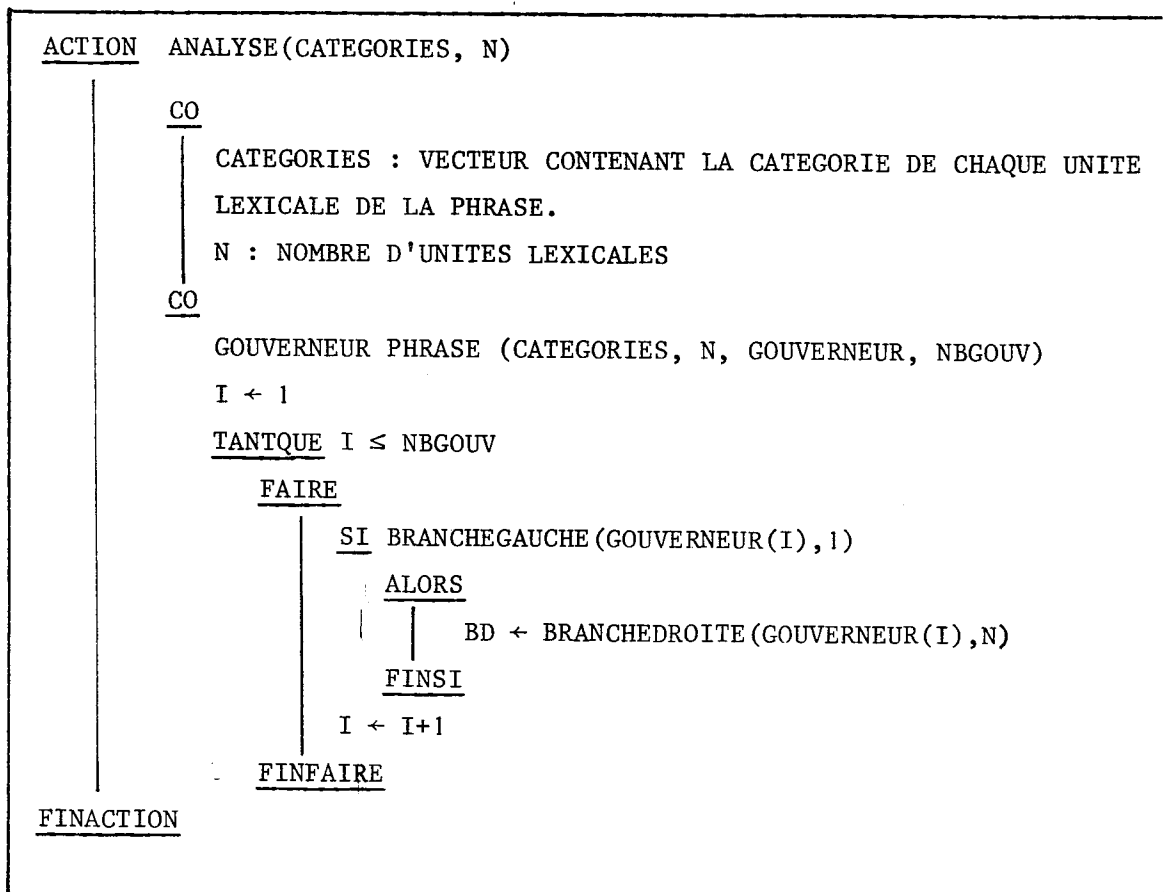 ACTION ANALYSE(CATEGORIES, N)
CO
CATEGORIES : VECTEUR CONTENANT LA CATEGORIE DE CHAQUE UNITE
LEXICALE DE LA PHRASE.
N : NOMBRE D'UNITES LEXICALES
CO
GOUVERNEUR PHRASE (CATEGORIES, N, GOUVERNEUR, NBGOUV)
I ← 1
TANTQUE I ≤ NBGOUV
FAIRE
SI BRANCHEGAUCHE(GOUVERNEUR(I),1)
ALORS
BD ← BRANCHEDROITE(GOUVERNEUR(I),N)
FINSI
I ← I+1
FINFAIRE
FINACTION